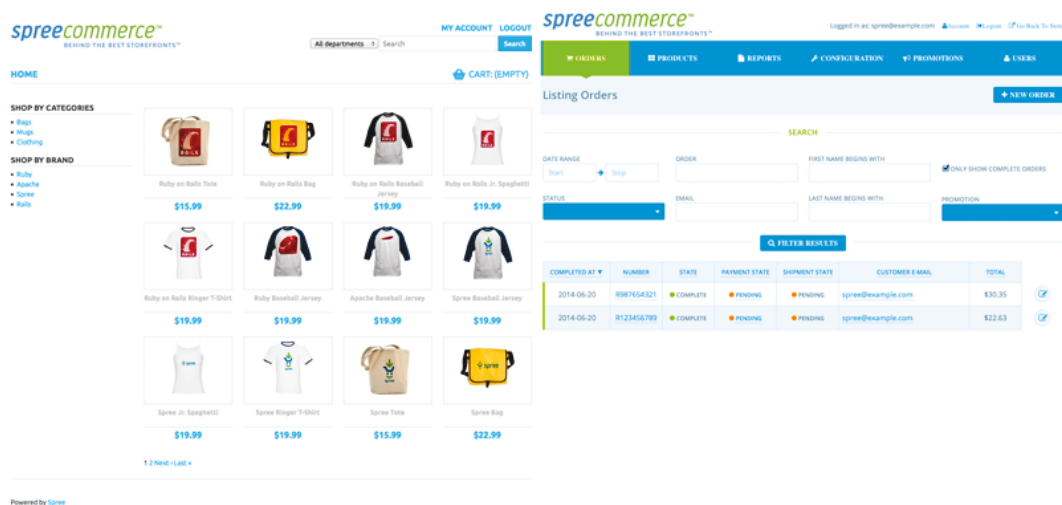 spreecommerce™
BEHIND THE BEST STOREFRONTS™
MY ACCOUNT LOGOUT
All departments Search Search
HOME
CART: (EMPTY)
SHOP BY CATEGORIES
Bags
Mugs
Clothing
SHOP BY BRAND
Ruby
Apache
Spree
Rails
Ruby on Rails Tote
$15.99
Ruby on Rails Bag
$22.99
Ruby on Rails Baseball
Jersey
$19.99
Ruby on Rails Jr. Spaghetti
$19.99
Ruby on Rails Ringer T-Shirt
$19.99
Ruby Baseball Jersey
$19.99
Apache Baseball Jersey
$19.99
Spree Baseball Jersey
$19.99
Spree Jr. Spaghetti
$19.99
Spree Ringer T-Shirt
$19.99
Spree Tote
$15.99
Spree Bag
$22.99
1 2 Next › Last »
Powered by Spree
spreecommerce™
BEHIND THE BEST STOREFRONTS™
Logged in as: spree@example.com Account Logout Go Back To Store
ORDERS PRODUCTS REPORTS CONFIGURATION PROMOTIONS USERS
Listing Orders
+ NEW ORDER
SEARCH
DATE RANGE ORDER FIRST NAME BEGINS WITH
Start Stop ONLY SHOW COMPLETE ORDERS
STATUS EMAIL LAST NAME BEGINS WITH PROMOTION
FILTER RESULTS
COMPLETED AT ▼ NUMBER STATE PAYMENT STATE SHIPMENT STATE CUSTOMER E-MAIL TOTAL
2014-06-20 R987654321 COMPLETE PENDING PENDING spree@example.com $30.35
2014-06-20 R123456789 COMPLETE PENDING PENDING spree@example.com $22.63